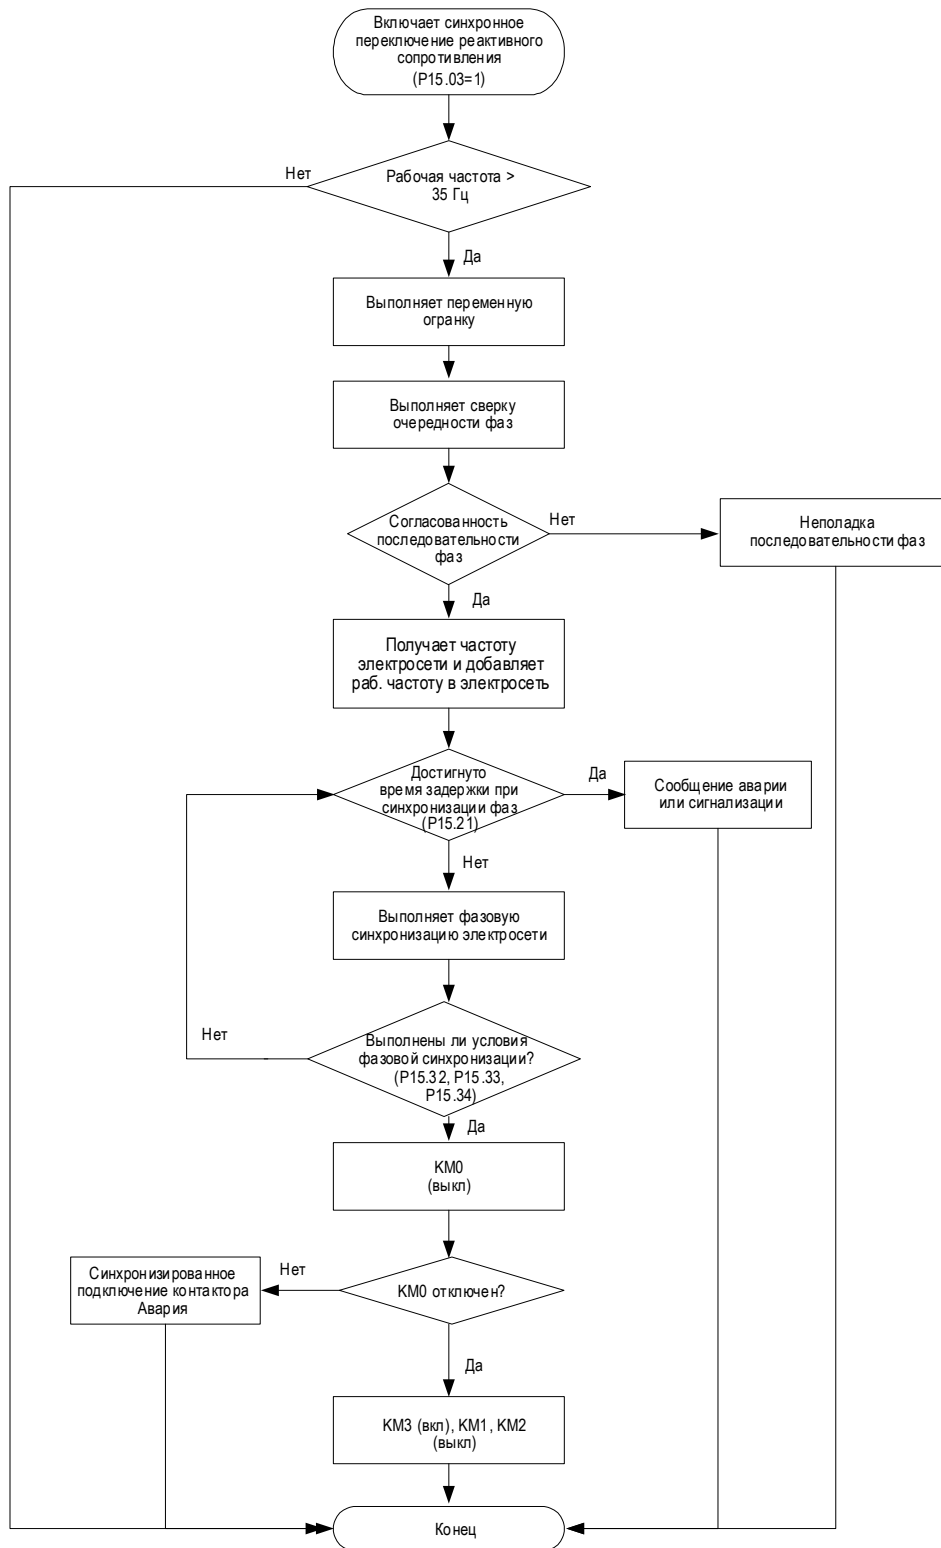 Включает синхронное
переключение реактивного
сопротивления
(P15.03=1)
Нет
Рабочая частота >
35 Гц
Да
Выполняет переменную
огранку
Выполняет сверку
очередности фаз
Согласованность
последовательности
фаз
Нет
Неполадка
последовательности фаз
Да
Получает частоту
электросети и добавляет
раб. частоту в электросеть
Достигнуто
время задержки при
синхронизации фаз
(P15.21)
Да
Сообщение аварии
или сигнализации
Нет
Выполняет фазовую
синхронизацию электросети
Нет
Выполнены ли условия
фазовой синхронизации?
(P15.32, P15.33,
P15.34)
Да
KM0
(выкл)
Синхронизированное
подключение контактора
Авария
Нет
KM0 отключен?
Да
KM3 (вкл), KM1, KM2
(выкл)
Конец